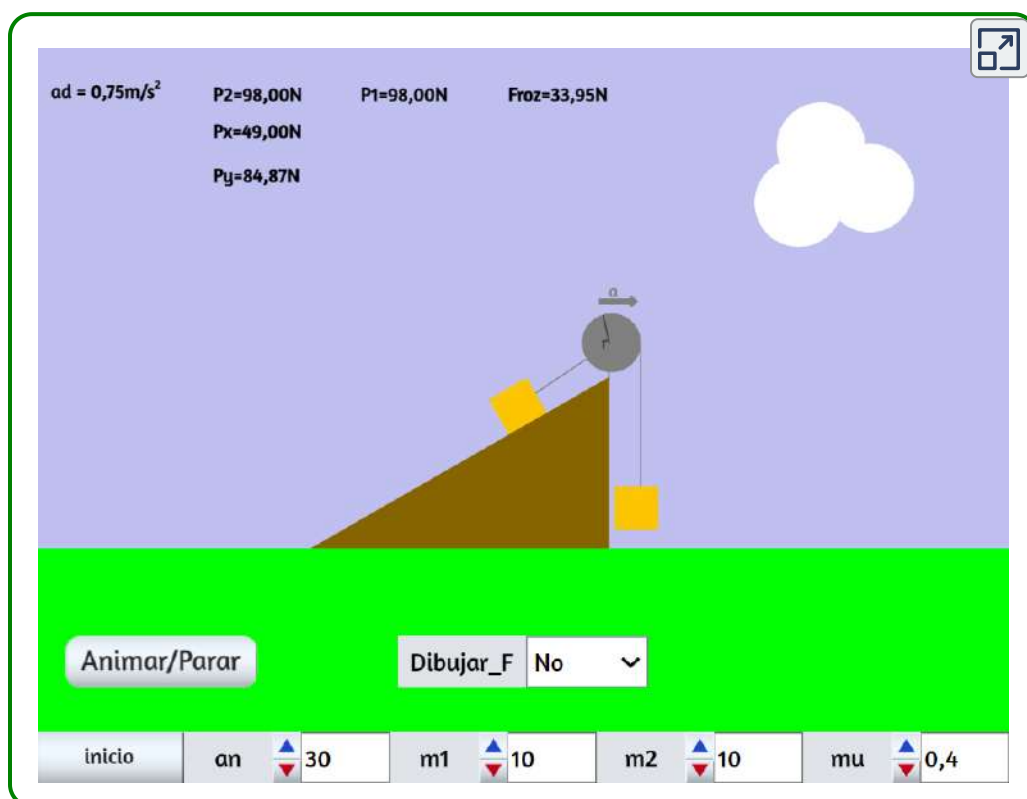 ad = 0,75m/s²  P2=98,00N  P1=98,00N  Froz=33,95N
Px=49,00N
Py=84,87N
a
r
Animar/Parar  Dibujar_F  No
inicio  an  30  m1  10  m2  10  mu  0,4